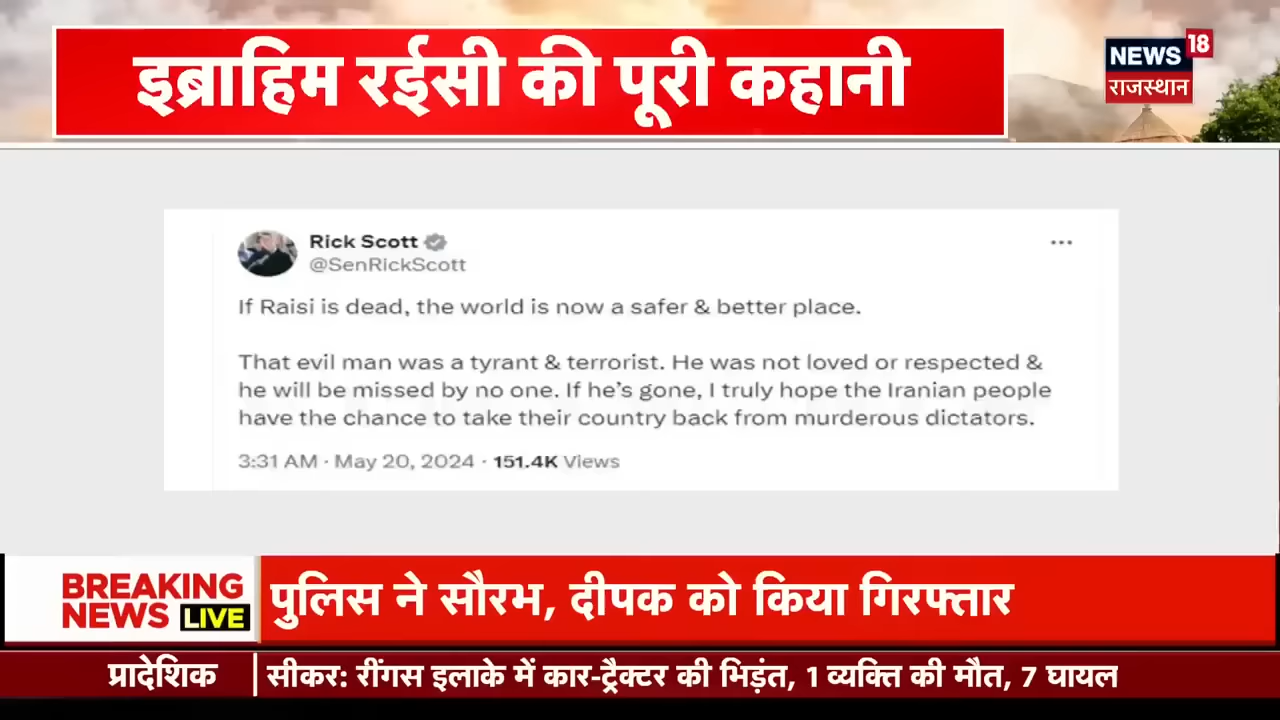 इब्राहिम रईसी की पूरी कहानी
NEWS 18
राजस्थान
Rick Scott
@SenRickScott
If Raisi is dead, the world is now a safer & better place.
That evil man was a tyrant & terrorist. He was not loved or respected &
he will be missed by no one. If he's gone, I truly hope the Iranian people
have the chance to take their country back from murderous dictators.
3:31 AM · May 20, 2024 · 151.4K Views
BREAKING
NEWS LIVE
पुलिस ने सौरभ, दीपक को किया गिरफ्तार
प्रादेशिक
सीकर: रींगस इलाके में कार-ट्रैक्टर की भिड़ंत, 1 व्यक्ति की मौत, 7 घायल